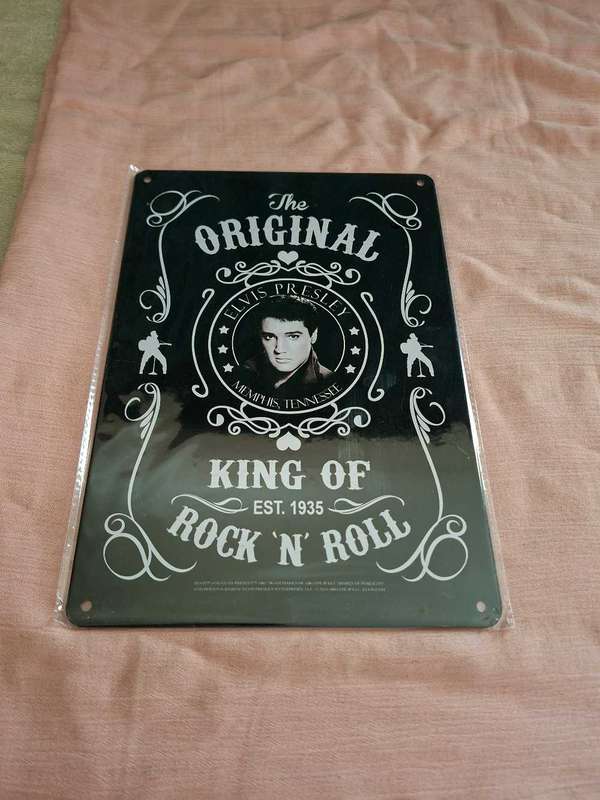 The
ORIGINAL
ELVIS PRESLEY
MEMPHIS, TENNESSEE
KING OF
EST. 1935
ROCK 'N' ROLL